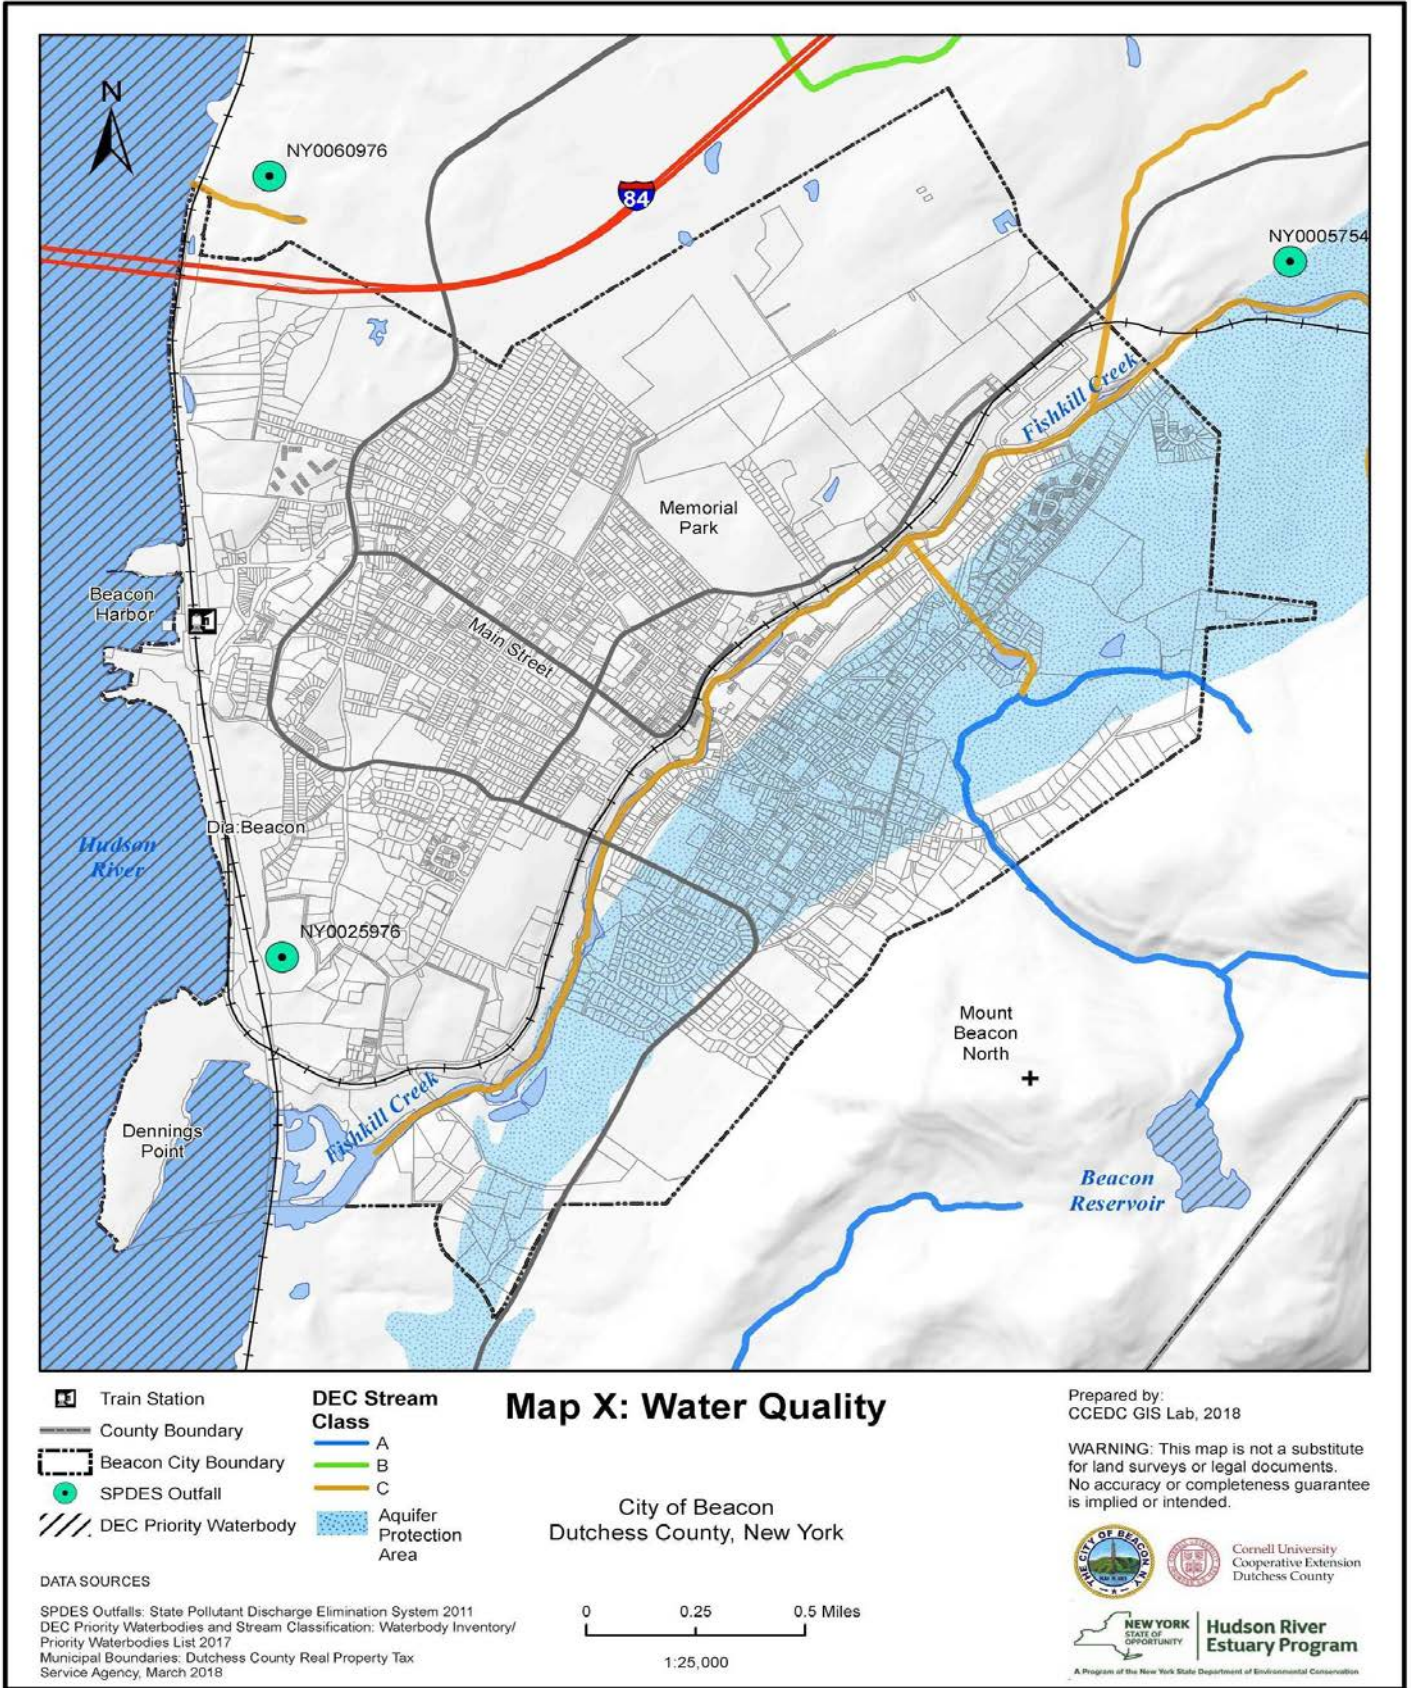 N
NY0060976
84
NY0005754
Fishkill Creek
Memorial
Park
Beacon
Harbor
Main Street
Dia:Beacon
Hudson
River
NY0025976
Mount
Beacon
North
Dennings
Point
Fishkill Creek
Beacon
Reservoir
Train Station
County Boundary
Beacon City Boundary
SPDES Outfall
DEC Priority Waterbody
DEC Stream
Class
A
B
C
Aquifer
Protection
Area
Map X: Water Quality
City of Beacon
Dutchess County, New York
0 0.25 0.5 Miles
1:25,000
DATA SOURCES
SPDES Outfalls: State Pollutant Discharge Elimination System 2011
DEC Priority Waterbodies and Stream Classification: Waterbody Inventory/
Priority Waterbodies List 2017
Municipal Boundaries: Dutchess County Real Property Tax
Service Agency, March 2018
Prepared by:
CCEDC GIS Lab, 2018
WARNING: This map is not a substitute
for land surveys or legal documents.
No accuracy or completeness guarantee
is implied or intended.
THE CITY OF BEACON NY
Cornell University
Cooperative Extension
Dutchess County
NEW YORK
STATE OF
OPPORTUNITY
Hudson River
Estuary Program
A Program of the New York State Department of Environmental Conservation